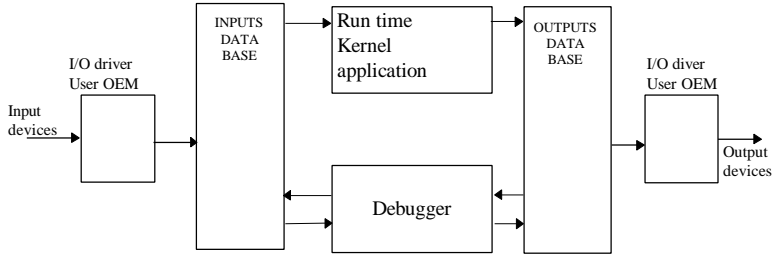 INPUTS
DATA
BASE
Run time
Kernel
application
OUTPUTS
DATA
BASE
I/O driver
User OEM
I/O diver
User OEM
Input
devices
Debugger
Output
devices